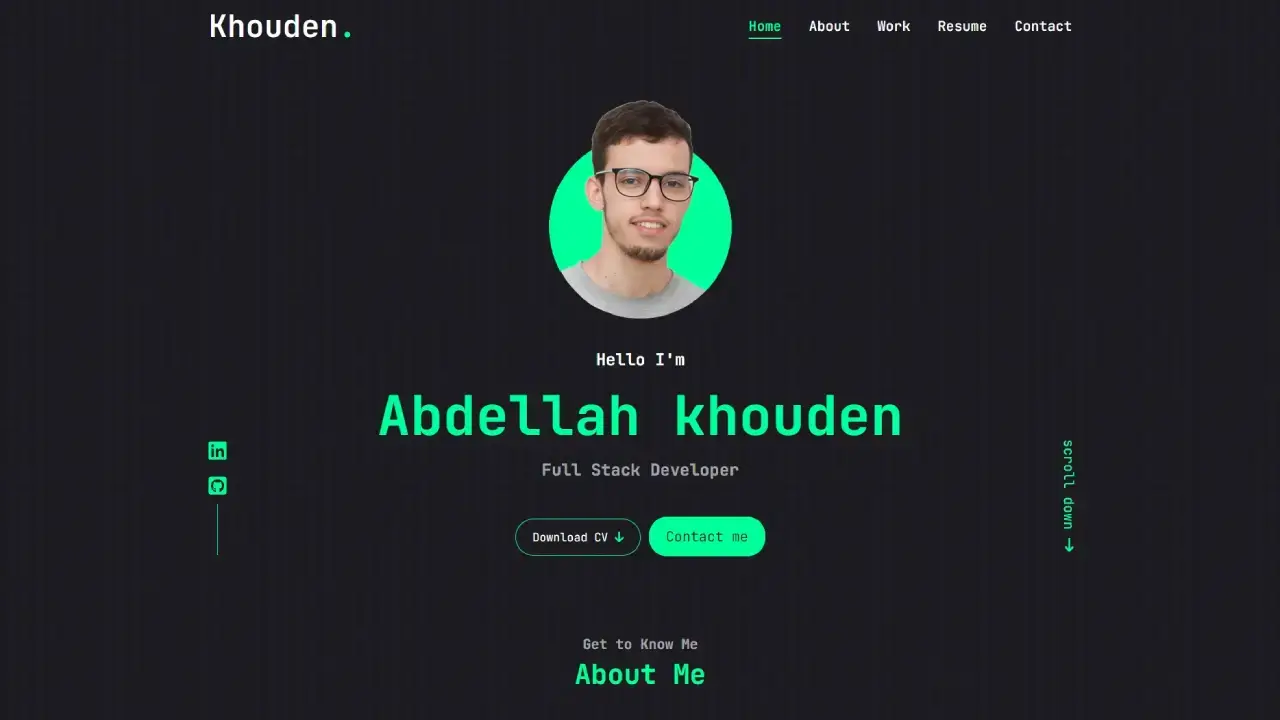 Khouden.
Home About Work Resume Contact
Hello I'm
Abdellah khouden
Full Stack Developer
in
scroll down ↓
Download CV ↓ Contact me
Get to Know Me
About Me